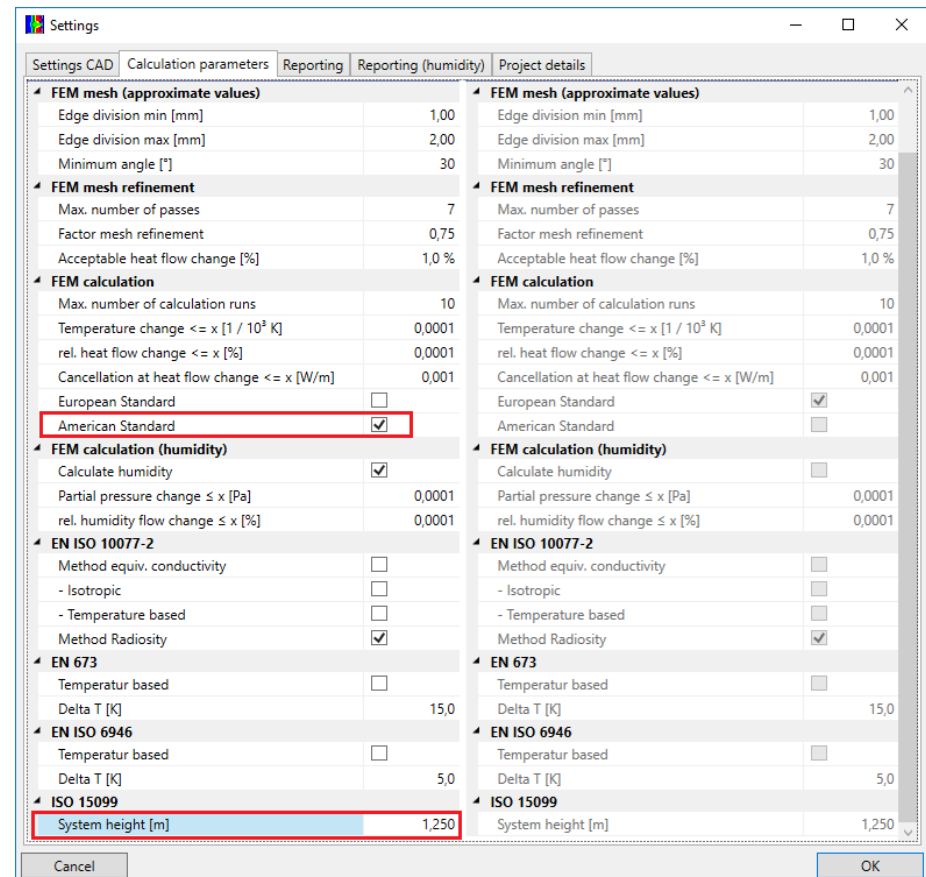 Settings
Settings CAD Calculation parameters Reporting Reporting (humidity) Project details
FEM mesh (approximate values) FEM mesh (approximate values)
Edge division min [mm] 1,00 Edge division min [mm] 1,00
Edge division max [mm] 2,00 Edge division max [mm] 2,00
Minimum angle [°] 30 Minimum angle [°] 30
FEM mesh refinement FEM mesh refinement
Max. number of passes 7 Max. number of passes 7
Factor mesh refinement 0,75 Factor mesh refinement 0,75
Acceptable heat flow change [%] 1,0 % Acceptable heat flow change [%] 1,0 %
FEM calculation FEM calculation
Max. number of calculation runs 10 Max. number of calculation runs 10
Temperature change <= x [1 / 10³ K] 0,0001 Temperature change <= x [1 / 10³ K] 0,0001
rel. heat flow change <= x [%] 0,0001 rel. heat flow change <= x [%] 0,0001
Cancellation at heat flow change <= x [W/m] 0,001 Cancellation at heat flow change <= x [W/m] 0,001
European Standard European Standard
American Standard American Standard
FEM calculation (humidity) FEM calculation (humidity)
Calculate humidity Calculate humidity
Partial pressure change ≤ x [Pa] 0,0001 Partial pressure change ≤ x [Pa] 0,0001
rel. humidity flow change ≤ x [%] 0,0001 rel. humidity flow change ≤ x [%] 0,0001
EN ISO 10077-2 EN ISO 10077-2
Method equiv. conductivity Method equiv. conductivity
- Isotropic - Isotropic
- Temperature based - Temperature based
Method Radiosity Method Radiosity
EN 673 EN 673
Temperatur based Temperatur based
Delta T [K] 15,0 Delta T [K] 15,0
EN ISO 6946 EN ISO 6946
Temperatur based Temperatur based
Delta T [K] 5,0 Delta T [K] 5,0
ISO 15099 ISO 15099
System height [m] 1,250 System height [m] 1,250
Cancel OK